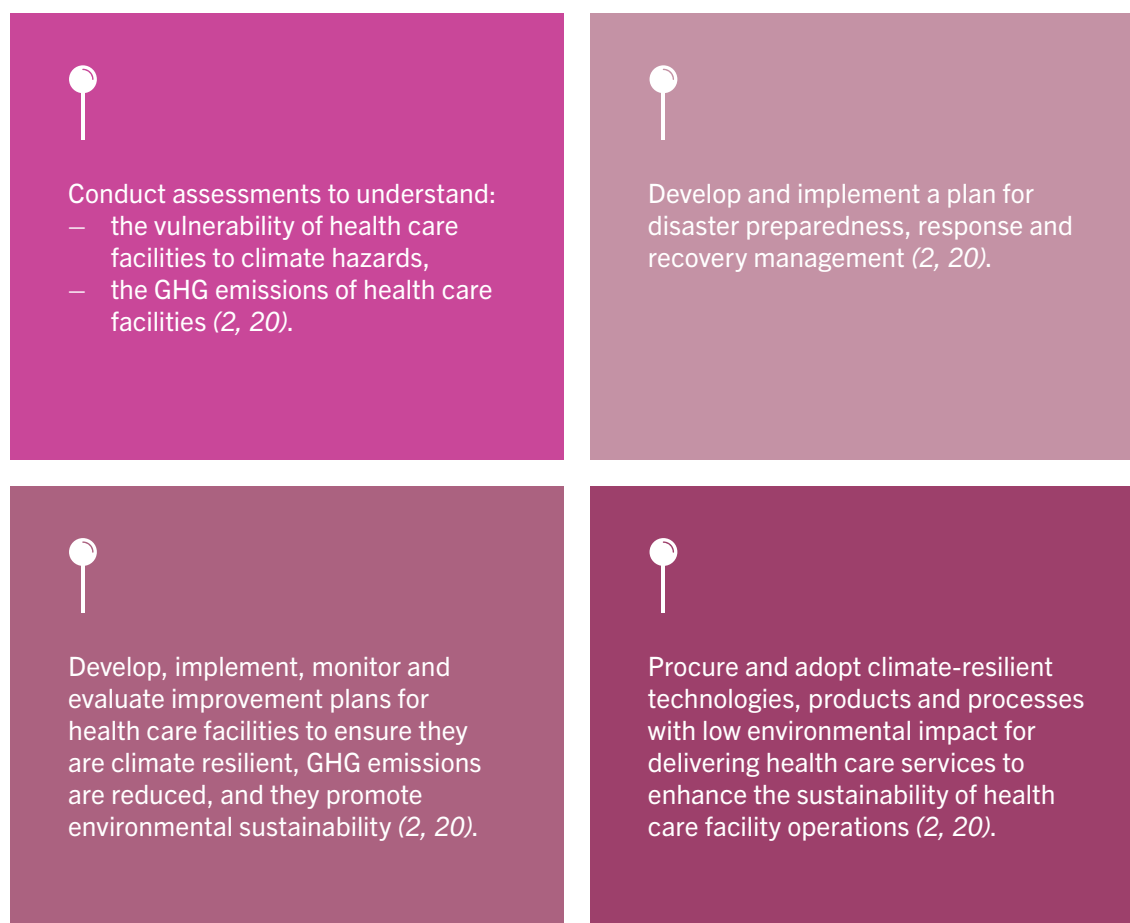 Conduct assessments to understand:
– the vulnerability of health care
facilities to climate hazards,
– the GHG emissions of health care
facilities (2, 20).
Develop and implement a plan for
disaster preparedness, response and
recovery management (2, 20).
Develop, implement, monitor and
evaluate improvement plans for
health care facilities to ensure they
are climate resilient, GHG emissions
are reduced, and they promote
environmental sustainability (2, 20).
Procure and adopt climate-resilient
technologies, products and processes
with low environmental impact for
delivering health care services to
enhance the sustainability of health
care facility operations (2, 20).